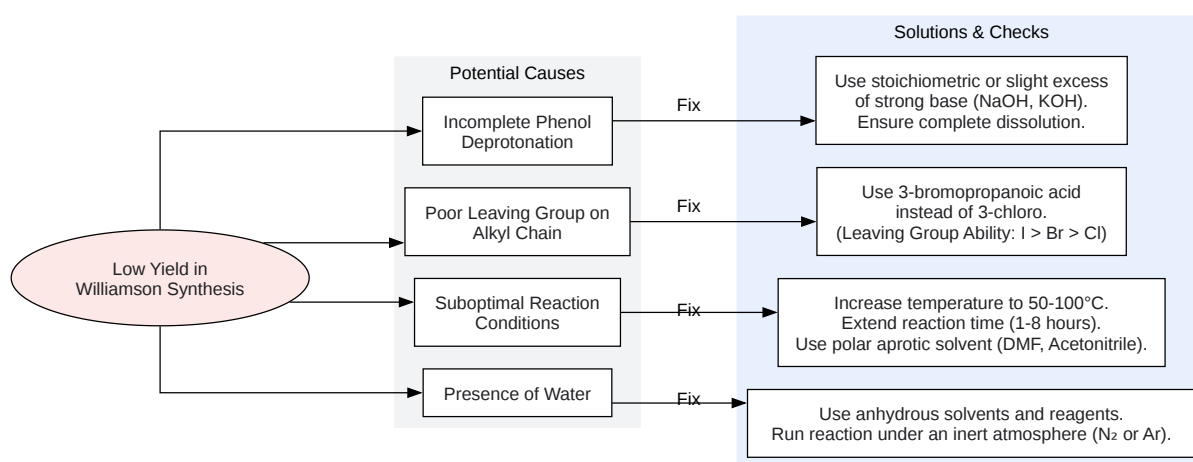 Solutions & Checks
Potential Causes
Low Yield in
Williamson Synthesis
Incomplete Phenol
Deprotonation
Fix
Use stoichiometric or slight excess
of strong base (NaOH, KOH).
Ensure complete dissolution.
Poor Leaving Group on
Alkyl Chain
Fix
Use 3-bromopropanoic acid
instead of 3-chloro.
(Leaving Group Ability: I > Br > Cl)
Suboptimal Reaction
Conditions
Fix
Increase temperature to 50-100°C.
Extend reaction time (1-8 hours).
Use polar aprotic solvent (DMF, Acetonitrile).
Presence of Water
Fix
Use anhydrous solvents and reagents.
Run reaction under an inert atmosphere (N₂ or Ar).